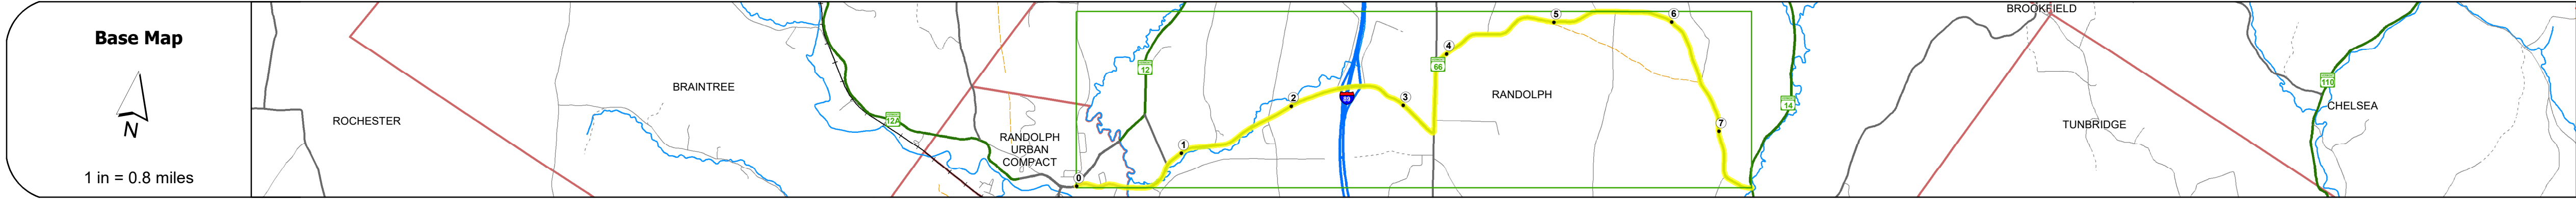 Base Map
N
1 in = 0.8 miles
ROCHESTER
BRAINTREE
12A
RANDOLPH
URBAN
COMPACT
0
12
1
2
89
3
66
4
5
6
RANDOLPH
7
14
BROOKFIELD
TUNBRIDGE
110
CHELSEA